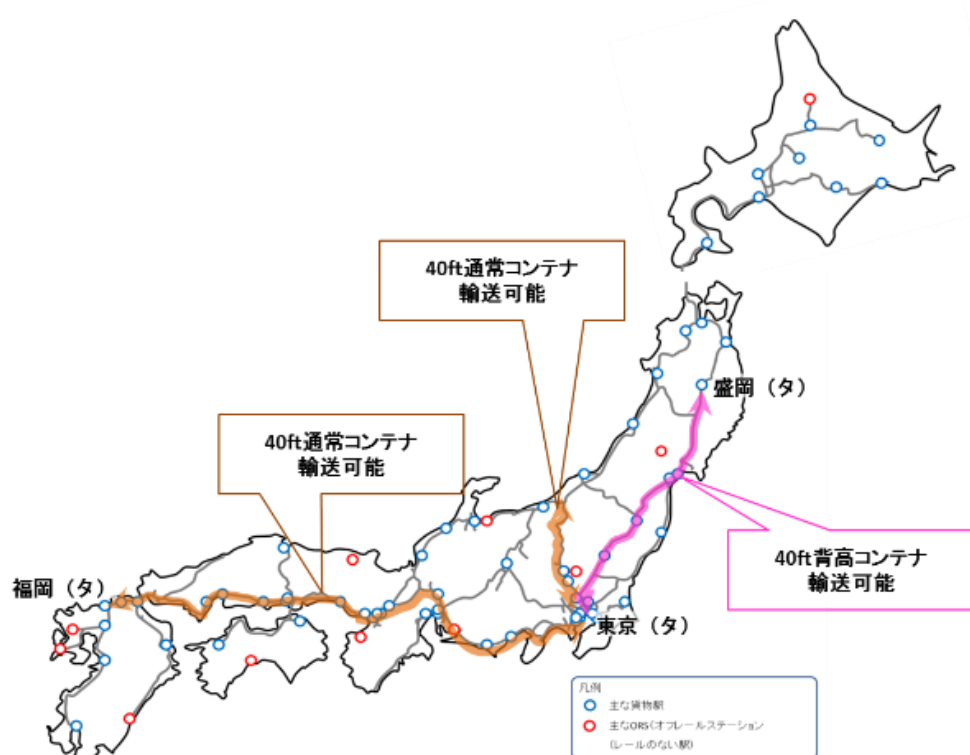 40ft通常コンテナ
輸送可能
盛岡（タ）
40ft通常コンテナ
輸送可能
40ft背高コンテナ
輸送可能
福岡（タ）
東京（タ）
凡例
主な貨物駅
主なORS（オフレールステーション
（レールのない駅）